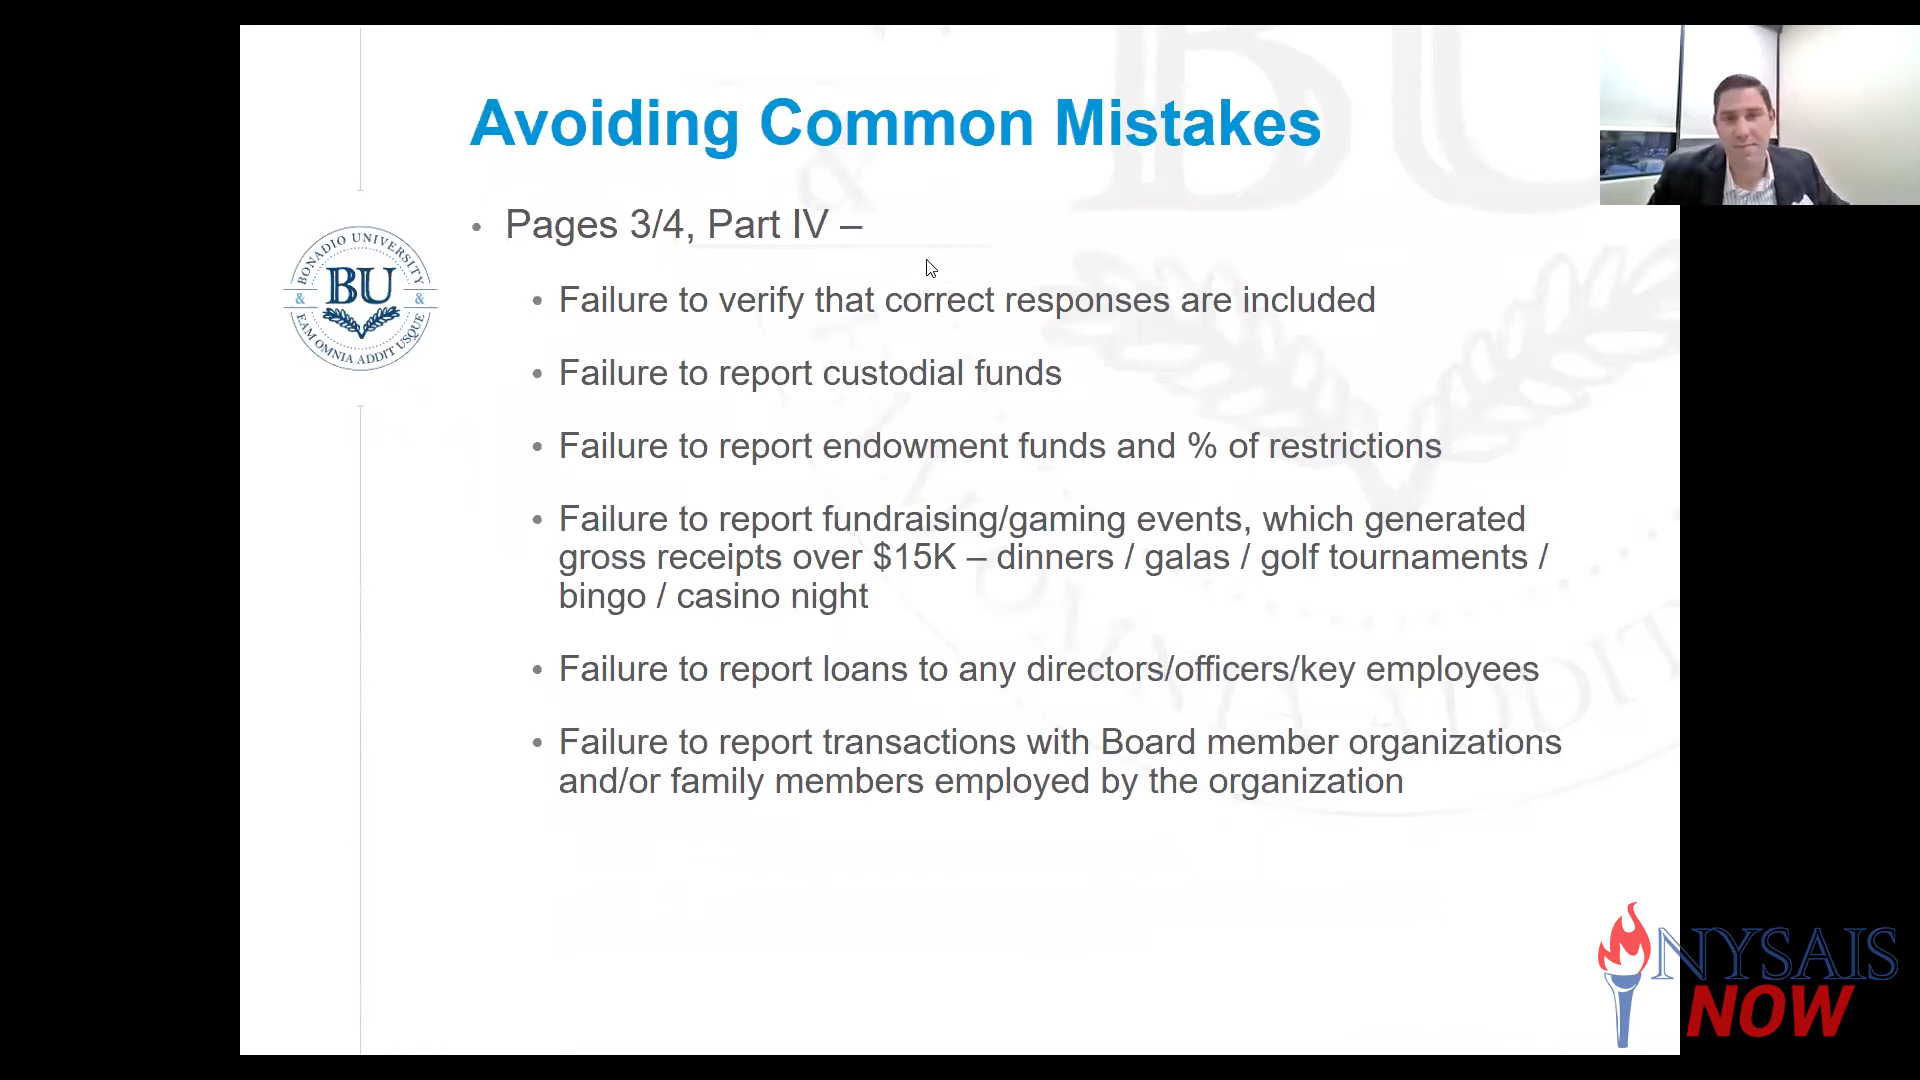 Avoiding Common Mistakes
• Pages 3/4, Part IV –
• Failure to verify that correct responses are included
• Failure to report custodial funds
• Failure to report endowment funds and % of restrictions
• Failure to report fundraising/gaming events, which generated
gross receipts over $15K – dinners / galas / golf tournaments /
bingo / casino night
• Failure to report loans to any directors/officers/key employees
• Failure to report transactions with Board member organizations
and/or family members employed by the organization
BONADIO UNIVERSITY
& BU &
EAM OMNIA ADDIT USQUE
BU
&
OMNIA ADDIT
NYSAIS
NOW